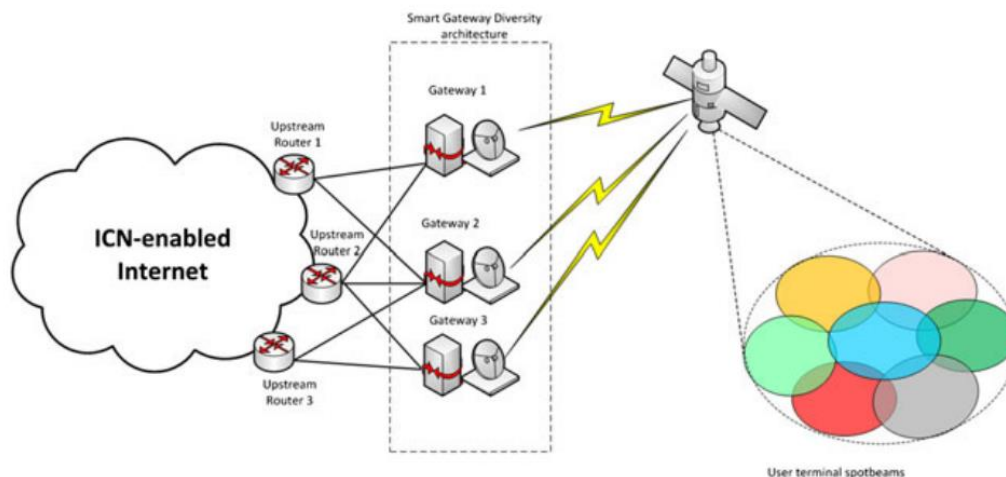 Smart Gateway Diversity
architecture
Gateway 1
Upstream
Router 1
ICN-enabled
Internet
Upstream
Router 2
Gateway 2
Gateway 3
Upstream
Router 3
User terminal spotbeams